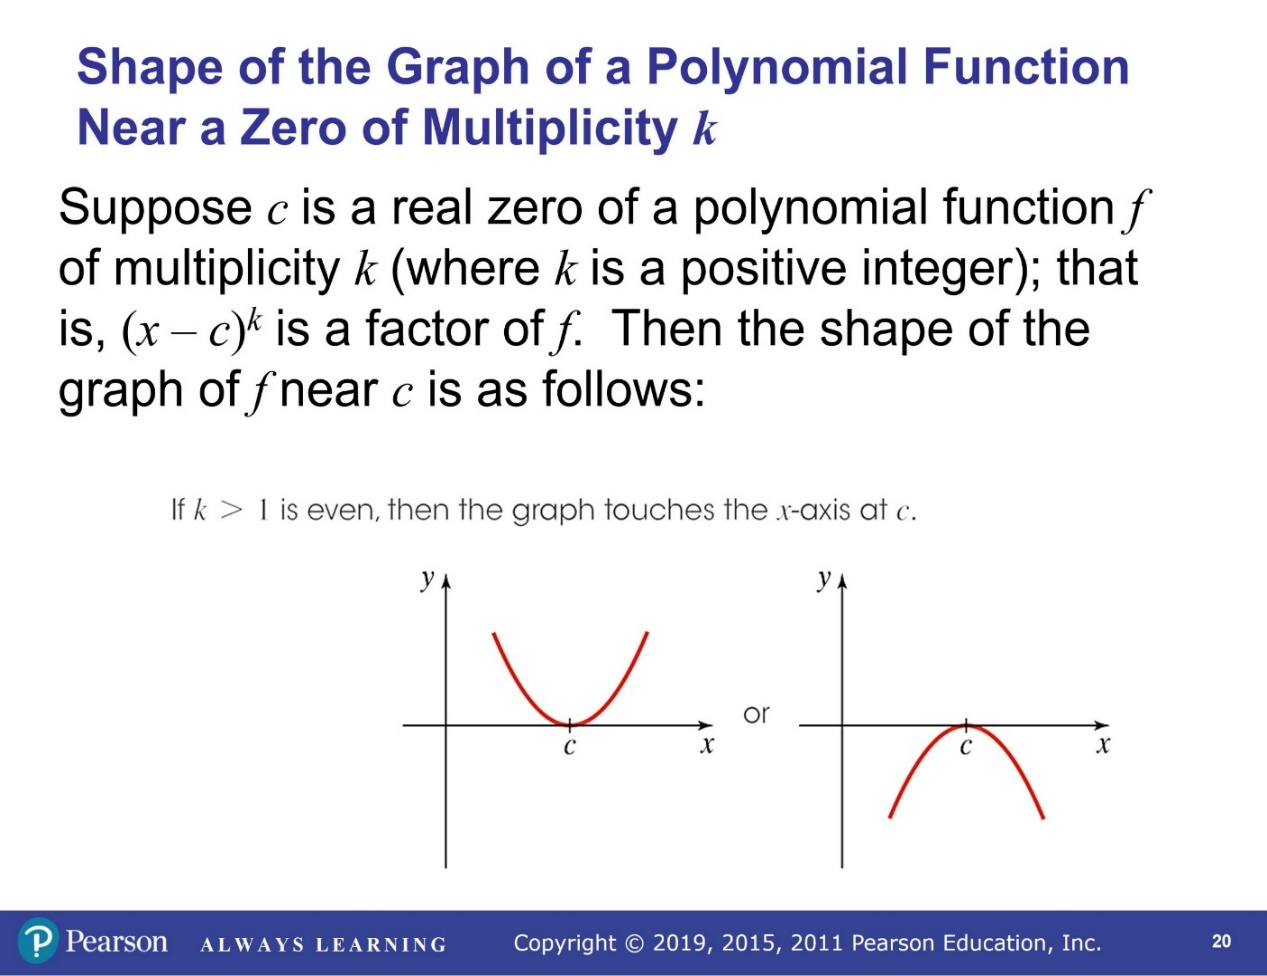 Shape of the Graph of a Polynomial Function
Near a Zero of Multiplicity k
Suppose c is a real zero of a polynomial function f
of multiplicity k (where k is a positive integer); that
is, (x – c)^k is a factor of f. Then the shape of the
graph of f near c is as follows:
If k > 1 is even, then the graph touches the x-axis at c.
y
c
x
or
y
c
x
P Pearson ALWAYS LEARNING Copyright © 2019, 2015, 2011 Pearson Education, Inc. 20